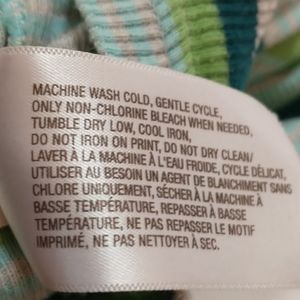 MACHINE WASH COLD, GENTLE CYCLE,
ONLY NON-CHLORINE BLEACH WHEN NEEDED,
TUMBLE DRY LOW, COOL IRON,
DO NOT IRON ON PRINT, DO NOT DRY CLEAN/
LAVER À LA MACHINE À L'EAU FROIDE, CYCLE DÉLICAT,
UTILISER AU BESOIN UN AGENT DE BLANCHIMENT SANS
CHLORE UNIQUEMENT, SÉCHER À LA MACHINE À
BASSE TEMPÉRATURE, REPASSER À BASSE
TEMPÉRATURE, NE PAS REPASSER LE MOTIF
IMPRIMÉ, NE PAS NETTOYER À SEC.